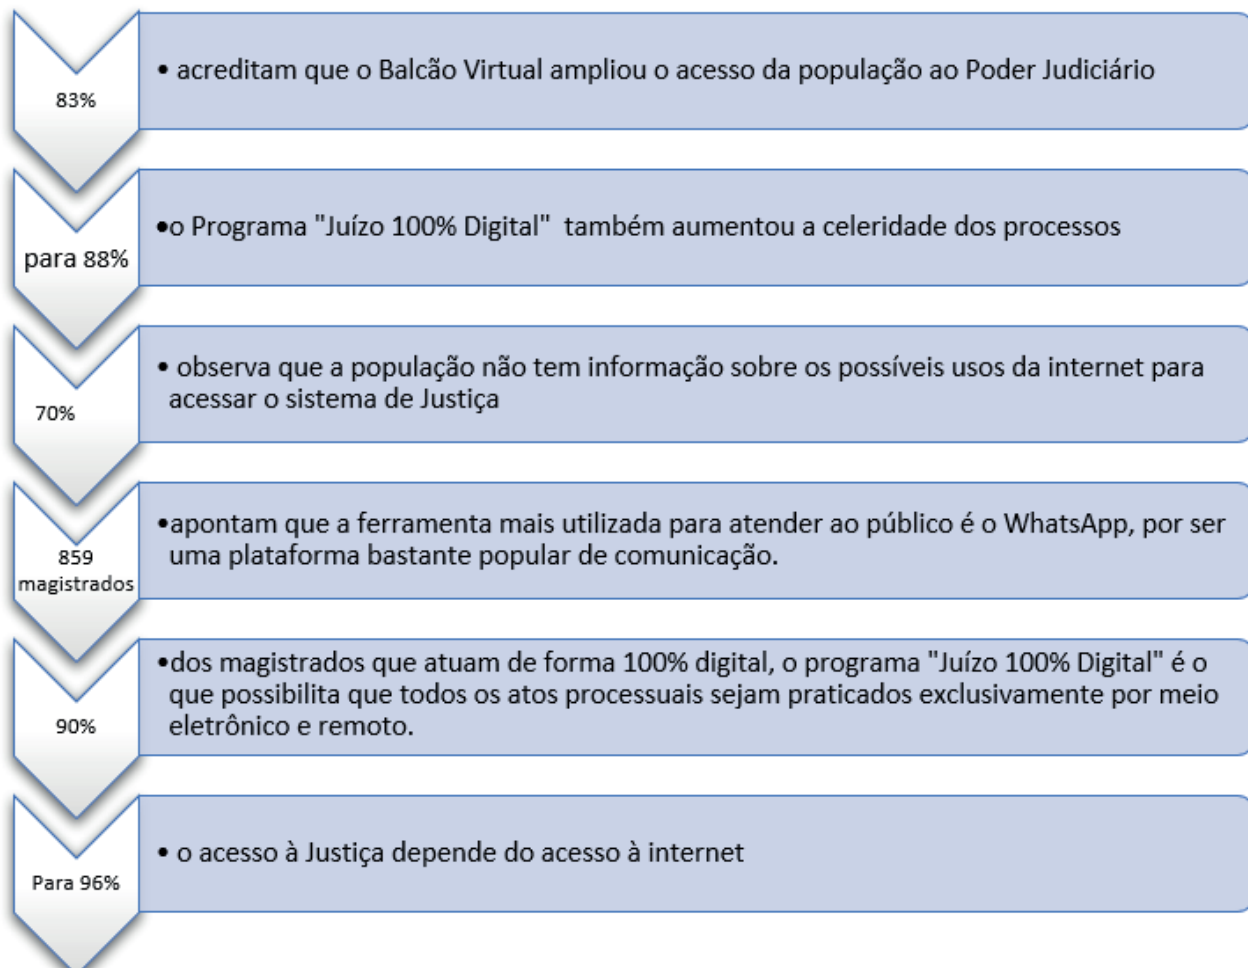 83%
• acreditam que o Balcão Virtual ampliou o acesso da população ao Poder Judiciário
para 88%
•o Programa "Juízo 100% Digital"  também aumentou a celeridade dos processos
70%
• observa que a população não tem informação sobre os possíveis usos da internet para
acessar o sistema de Justiça
859
magistrados
•apontam que a ferramenta mais utilizada para atender ao público é o WhatsApp, por ser
uma plataforma bastante popular de comunicação.
90%
•dos magistrados que atuam de forma 100% digital, o programa "Juízo 100% Digital" é o
que possibilita que todos os atos processuais sejam praticados exclusivamente por meio
eletrônico e remoto.
Para 96%
• o acesso à Justiça depende do acesso à internet